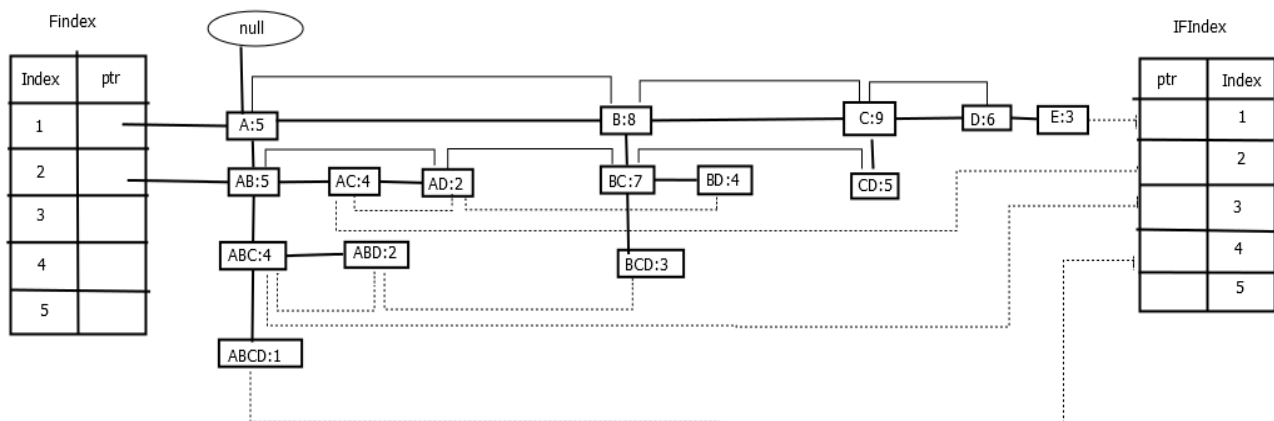 Findex
null
IFIndex
Index ptr
ptr Index
1
2
3
4
5
A:5
B:8
C:9
D:6
E:3
AB:5
AC:4
AD:2
BC:7
BD:4
CD:5
ABC:4
ABD:2
BCD:3
ABCD:1
1
2
3
4
5